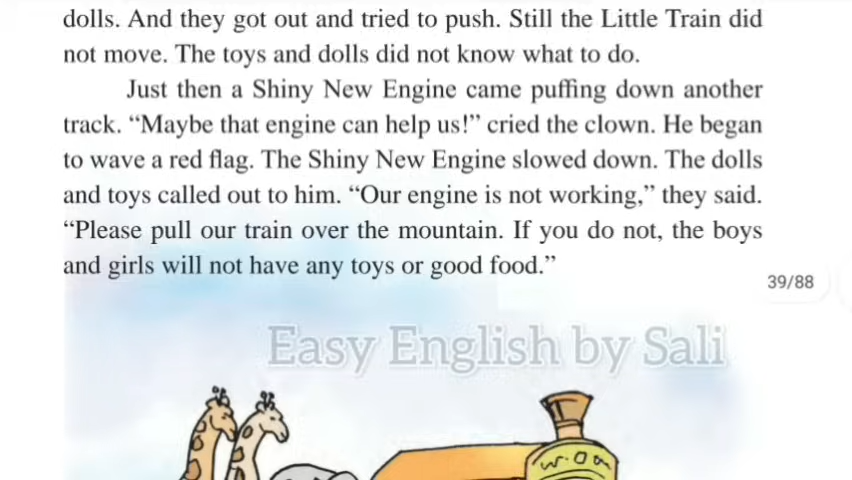 dolls. And they got out and tried to push. Still the Little Train did
not move. The toys and dolls did not know what to do.
Just then a Shiny New Engine came puffing down another
track. “Maybe that engine can help us!” cried the clown. He began
to wave a red flag. The Shiny New Engine slowed down. The dolls
and toys called out to him. “Our engine is not working,” they said.
“Please pull our train over the mountain. If you do not, the boys
and girls will not have any toys or good food.”
39/88
Easy English by Sali